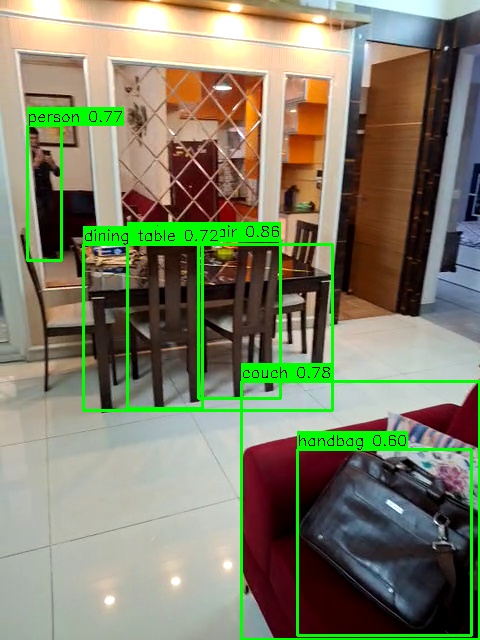 person 0.77
dining table 0.72
air 0.86
couch 0.78
handbag 0.60